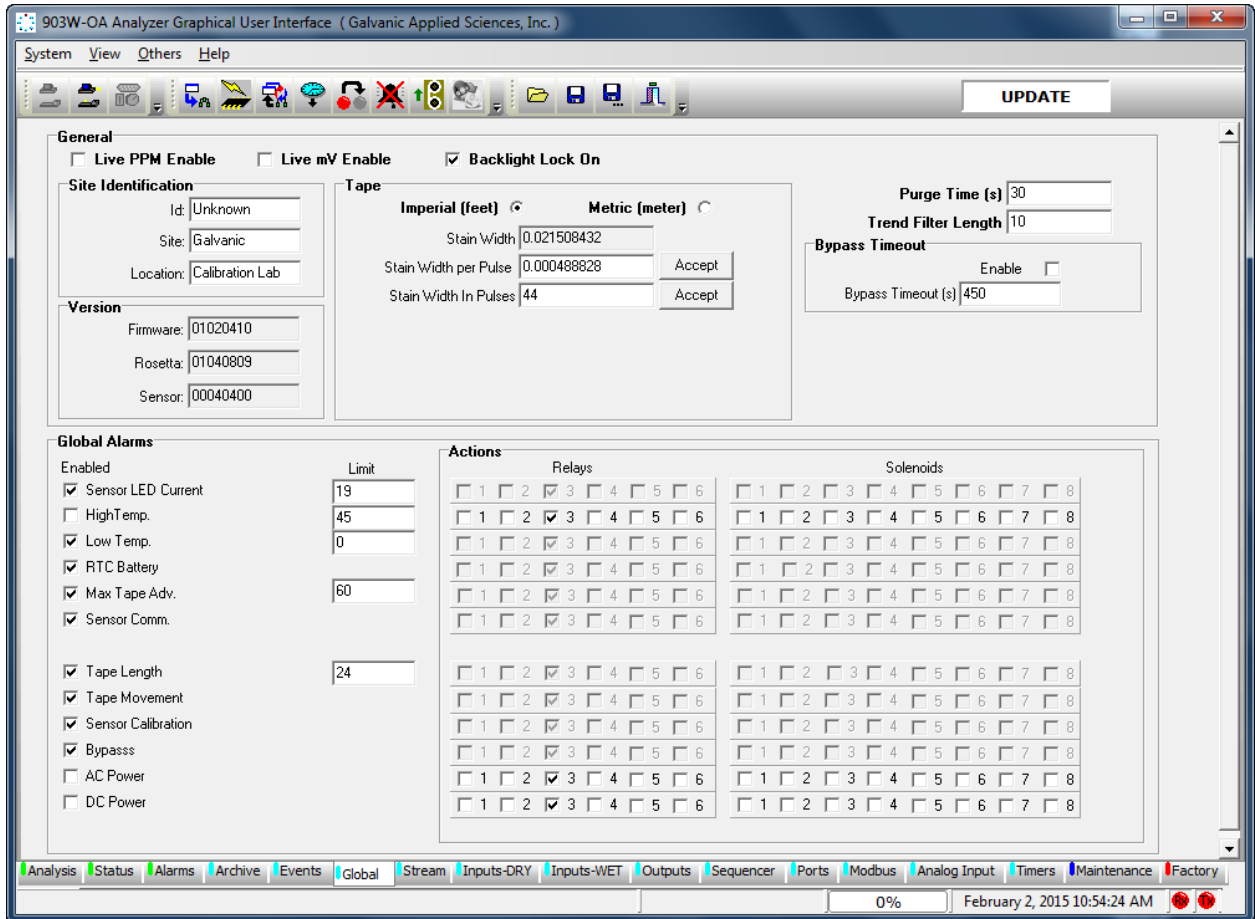 903W-OA Analyzer Graphical User Interface ( Galvanic Applied Sciences, Inc. )
System View Others Help
UPDATE
General
Live PPM Enable Live mV Enable Backlight Lock On
Site Identification
Id: Unknown
Site: Galvanic
Location: Calibration Lab
Version
Firmware: 01020410
Rosetta: 01040809
Sensor: 00040400
Tape
Imperial (feet) Metric (meter)
Stain Width 0.021508432
Stain Width per Pulse 0.000488828 Accept
Stain Width In Pulses 44 Accept
Purge Time (s) 30
Trend Filter Length 10
Bypass Timeout
Enable
Bypass Timeout (s) 450
Global Alarms
Actions
Enabled Limit Relays Solenoids
Sensor LED Current 19 1 2 3 4 5 6 1 2 3 4 5 6 7 8
HighTemp. 45 1 2 3 4 5 6 1 2 3 4 5 6 7 8
Low Temp. 0 1 2 3 4 5 6 1 2 3 4 5 6 7 8
RTC Battery 1 2 3 4 5 6 1 2 3 4 5 6 7 8
Max Tape Adv. 60 1 2 3 4 5 6 1 2 3 4 5 6 7 8
Sensor Comm. 1 2 3 4 5 6 1 2 3 4 5 6 7 8
Tape Length 24 1 2 3 4 5 6 1 2 3 4 5 6 7 8
Tape Movement 1 2 3 4 5 6 1 2 3 4 5 6 7 8
Sensor Calibration 1 2 3 4 5 6 1 2 3 4 5 6 7 8
Bypasss 1 2 3 4 5 6 1 2 3 4 5 6 7 8
AC Power 1 2 3 4 5 6 1 2 3 4 5 6 7 8
DC Power 1 2 3 4 5 6 1 2 3 4 5 6 7 8
Analysis Status Alarms Archive Events Global Stream Inputs-DRY Inputs-WET Outputs Sequencer Ports Modbus Analog Input Timers Maintenance Factory
0% February 2, 2015 10:54:24 AM Rx Tx